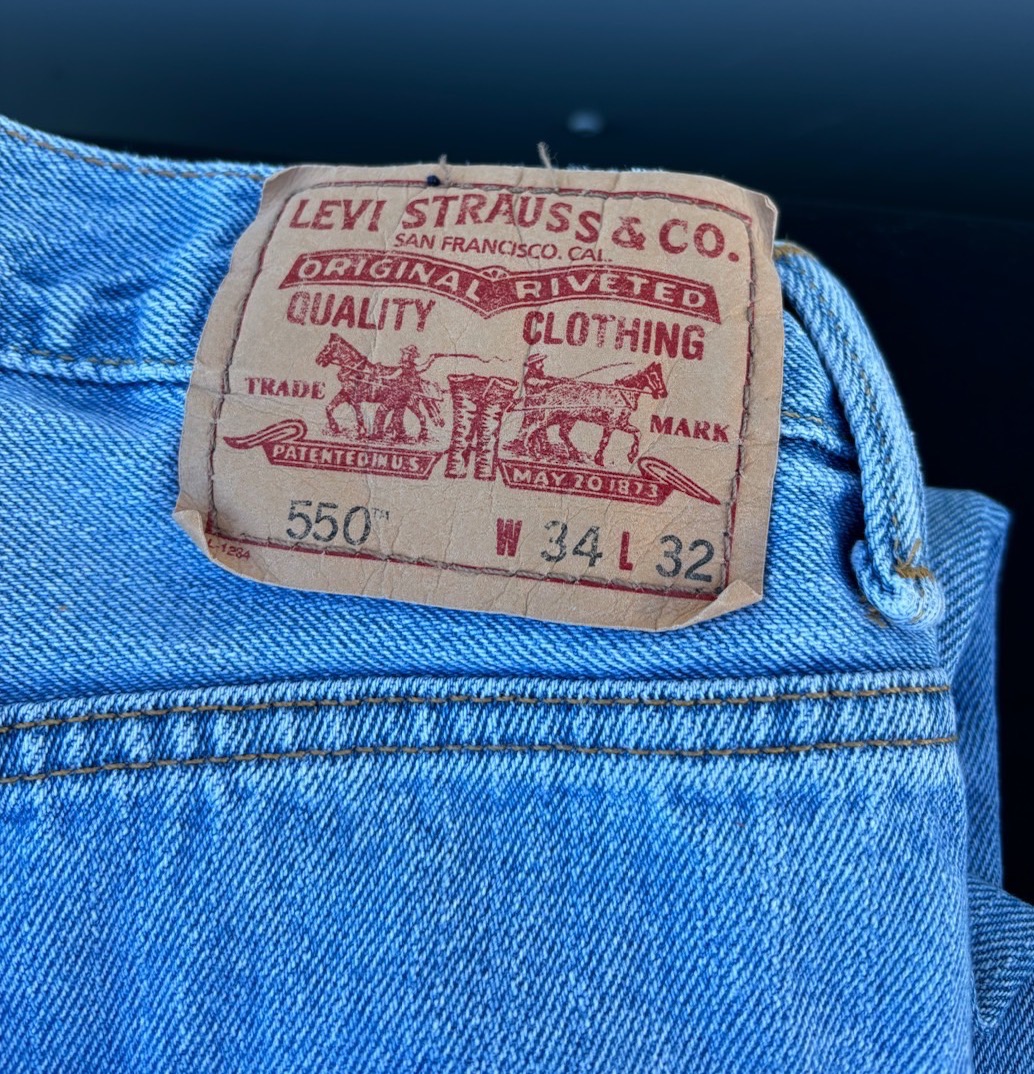 LEVI STRAUSS & CO.
SAN FRANCISCO. CAL.
ORIGINAL RIVETED
QUALITY CLOTHING
TRADE MARK
PATENTED IN U.S. MAY 20 1873
550™ W 34 L 32
L-1284